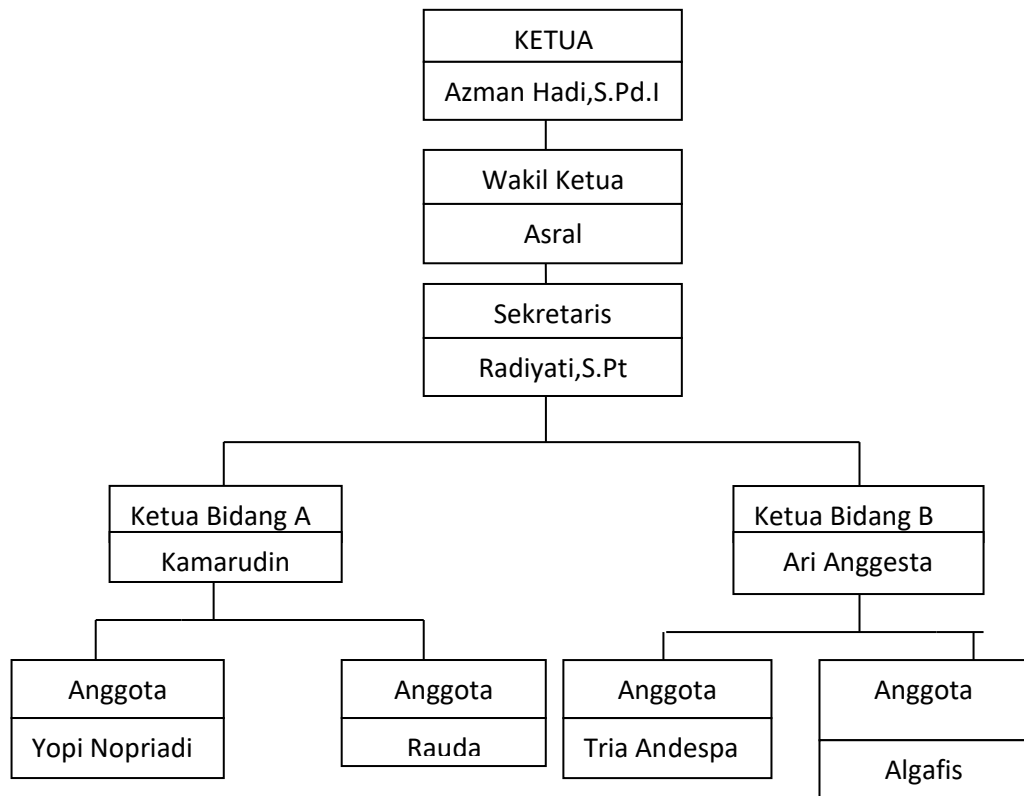 KETUA
Azman Hadi,S.Pd.I
Wakil Ketua
Asral
Sekretaris
Radiyati,S.Pt
Ketua Bidang A
Kamarudin
Ketua Bidang B
Ari Anggesta
Anggota
Yopi Nopriadi
Anggota
Rauda
Anggota
Tria Andespa
Anggota
Algafis